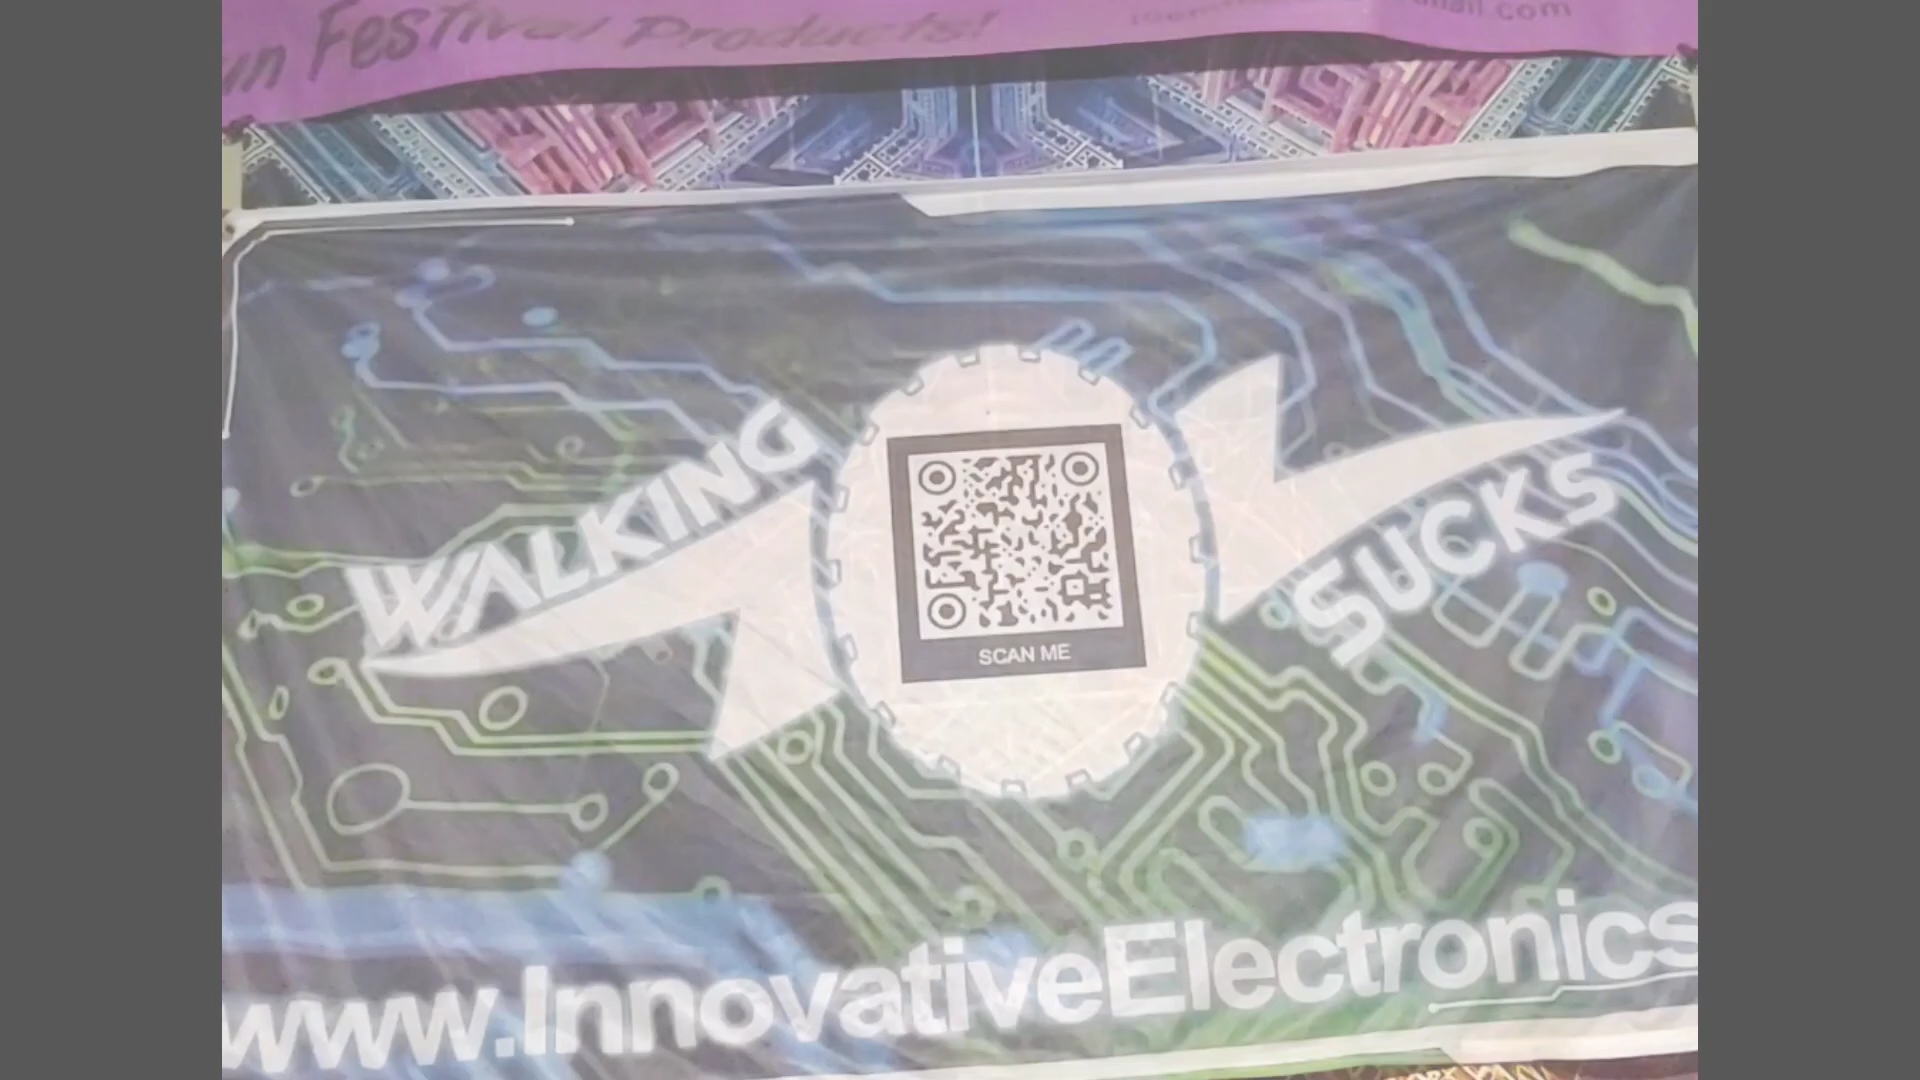 Festival Products!
WALKING
SUCKS
SCAN ME
www.InnovativeElectronics